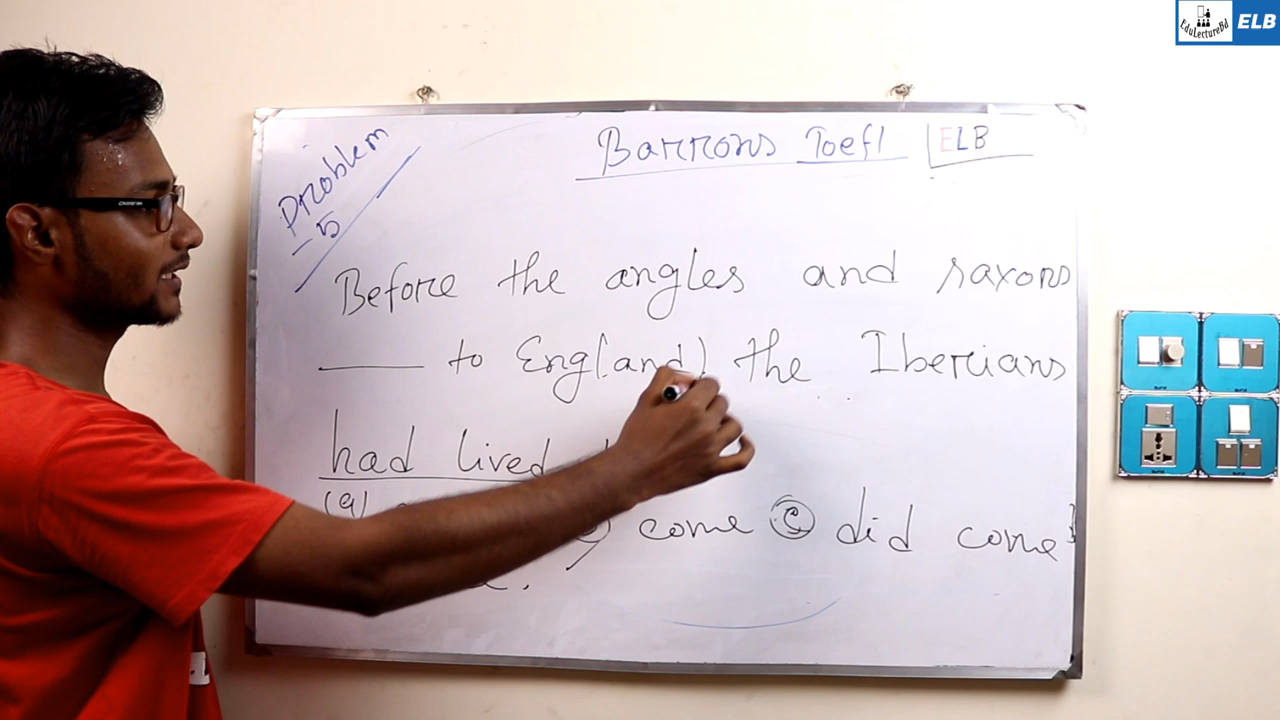 EduLectureBd ELB
Barrons Toefl ELB
Problem
- 5
Before the angles and saxons
____ to England, the Iberians
had lived
(a) come (c) did come